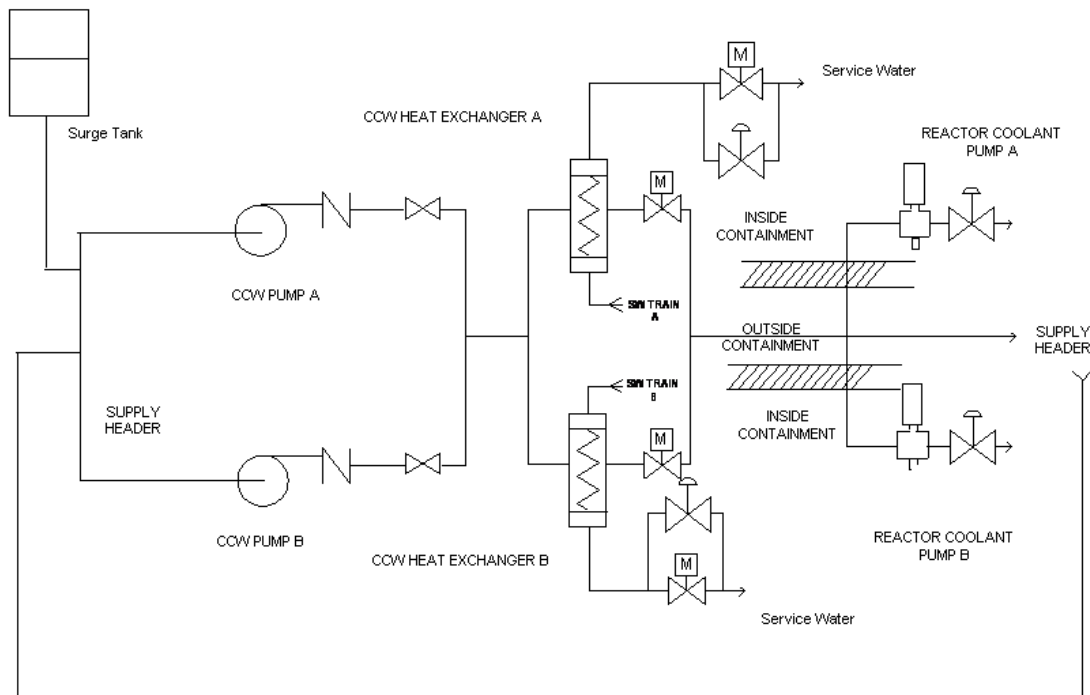 M
Service Water
CCW HEAT EXCHANGER A
Surge Tank
REACTOR COOLANT
PUMP A
M
INSIDE
CONTAINMENT
CCW PUMP A
SW TRAIN
A
OUTSIDE
CONTAINMENT
SUPPLY
HEADER
SW TRAIN
B
SUPPLY
HEADER
INSIDE
CONTAINMENT
M
CCW PUMP B
CCW HEAT EXCHANGER B
REACTOR COOLANT
PUMP B
M
Service Water